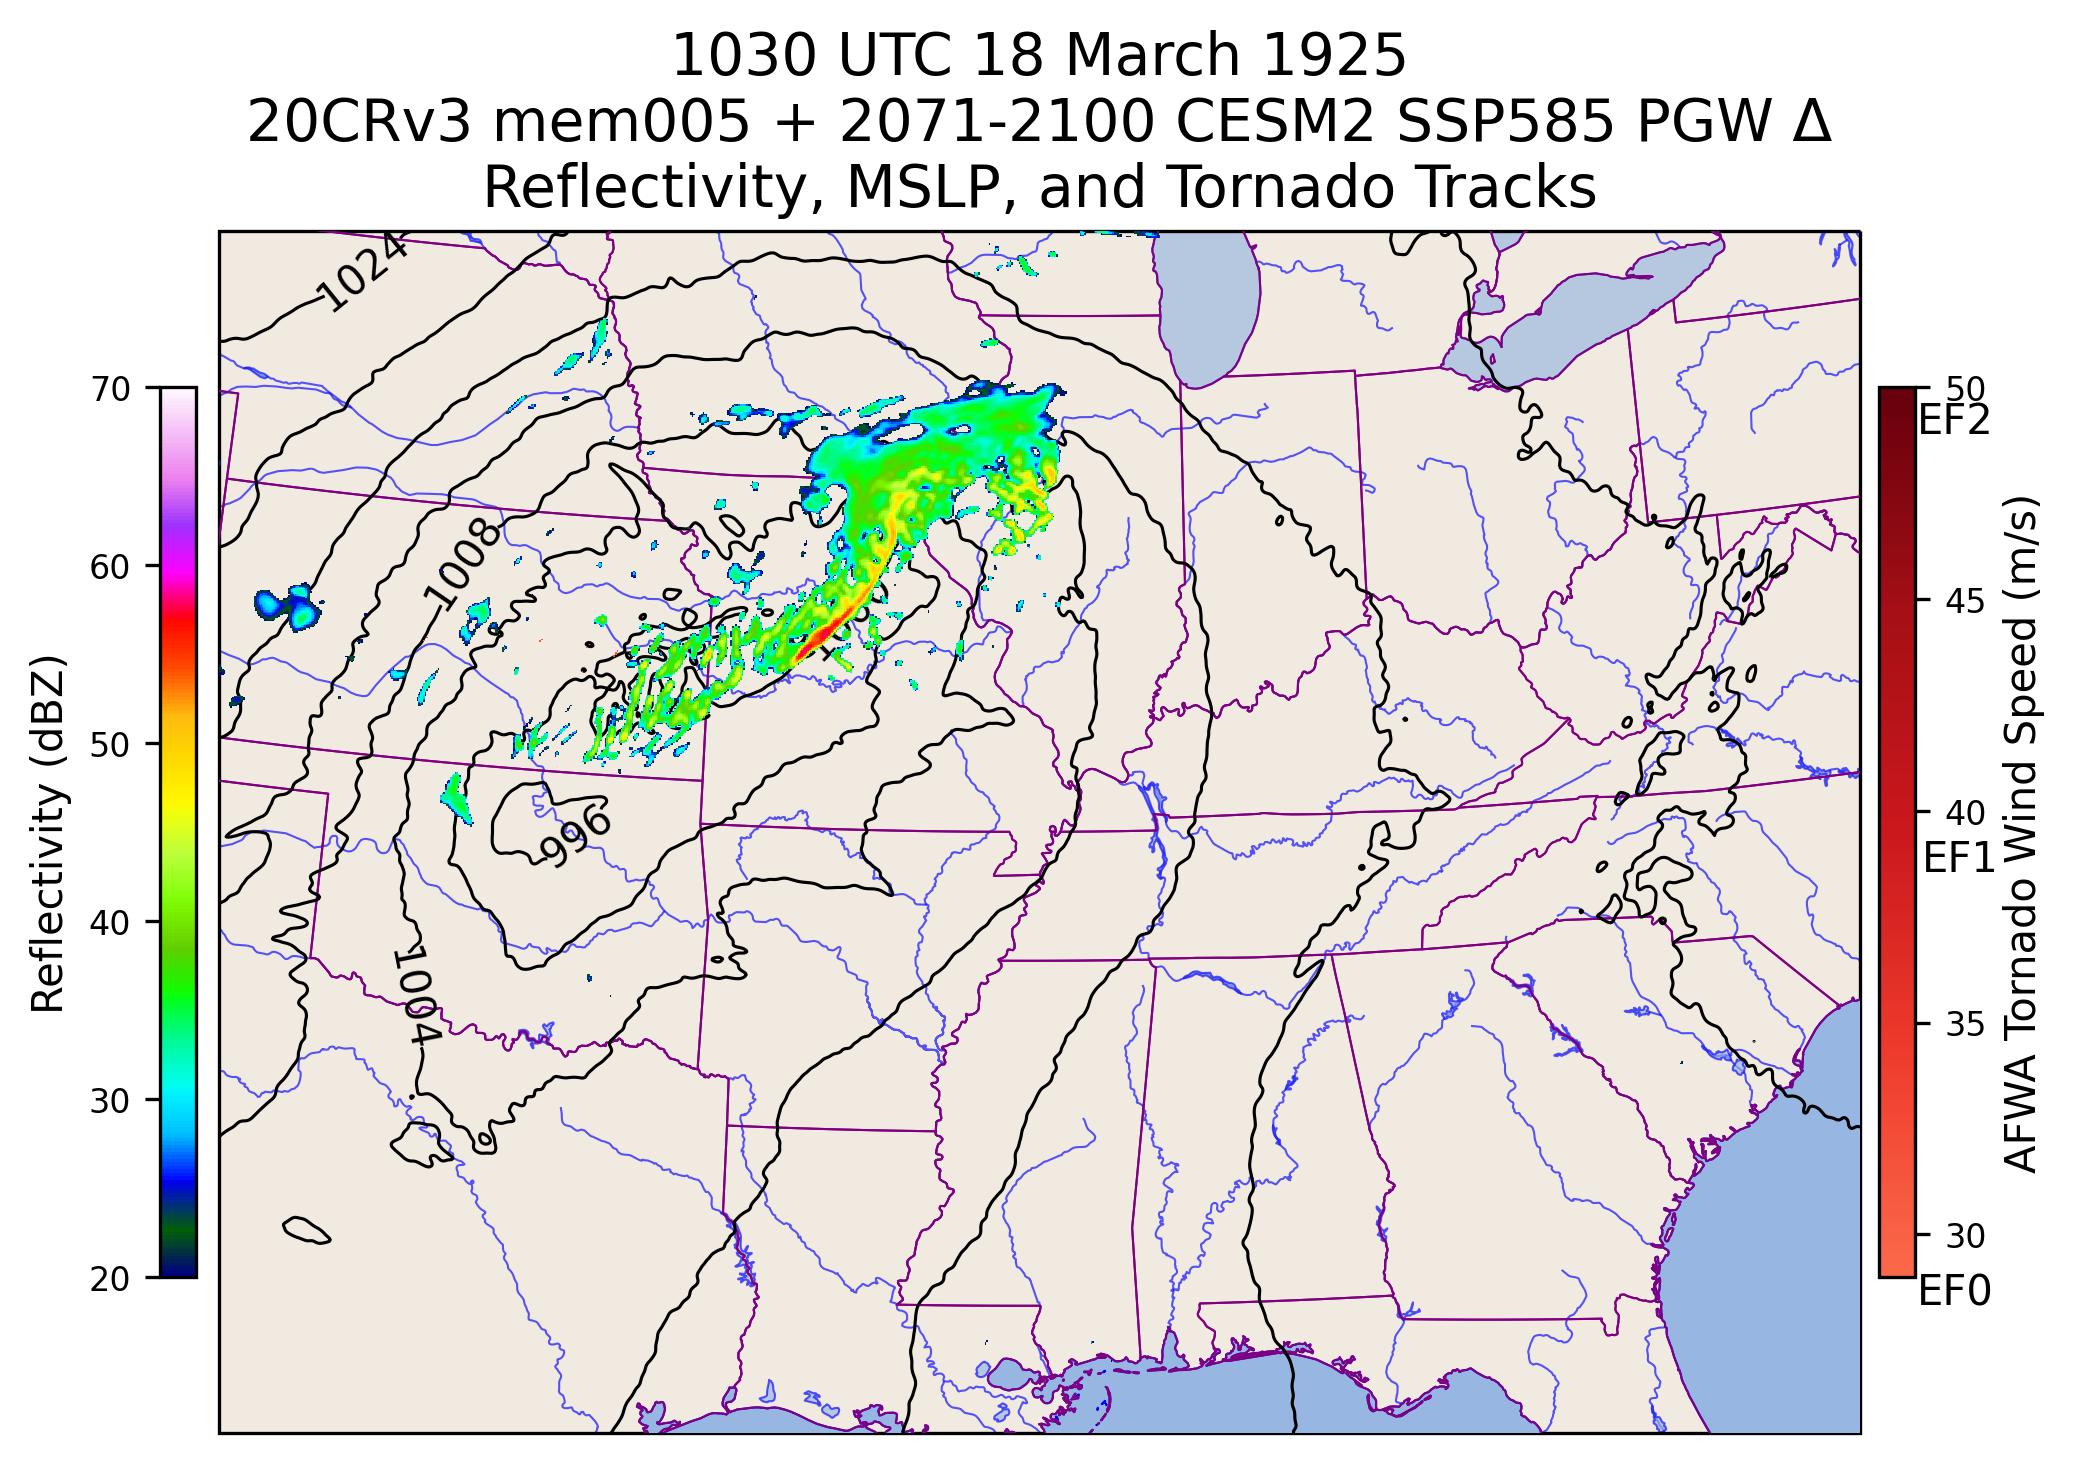 1030 UTC 18 March 1925
20CRv3 mem005 + 2071-2100 CESM2 SSP585 PGW Δ
Reflectivity, MSLP, and Tornado Tracks
1024
1008
996
1004
70
60
50
40
30
20
Reflectivity (dBZ)
50
EF2
45
40
EF1
35
30
EF0
AFWA Tornado Wind Speed (m/s)